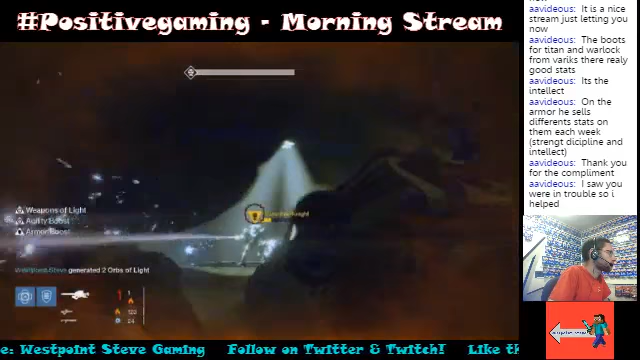 #Positivegaming - Morning Stream
now
aavideous: It is a nice
stream just letting you
now
aavideous: The boots
for titan and warlock
from variks there realy
good stats
aavideous: Its the
intellect
aavideous: On the
armor he sells
differents stats on
them each week
(strengt dicipline and
intellect)
aavideous: Thank you
for the compliment
aavideous: I saw you
were in trouble so i
helped
Weapons of Light
Agility Boost
Armor Boost
generated 2 Orbs of Light
e: Westpoint Steve Gaming Follow on Twitter & Twitch! Like th